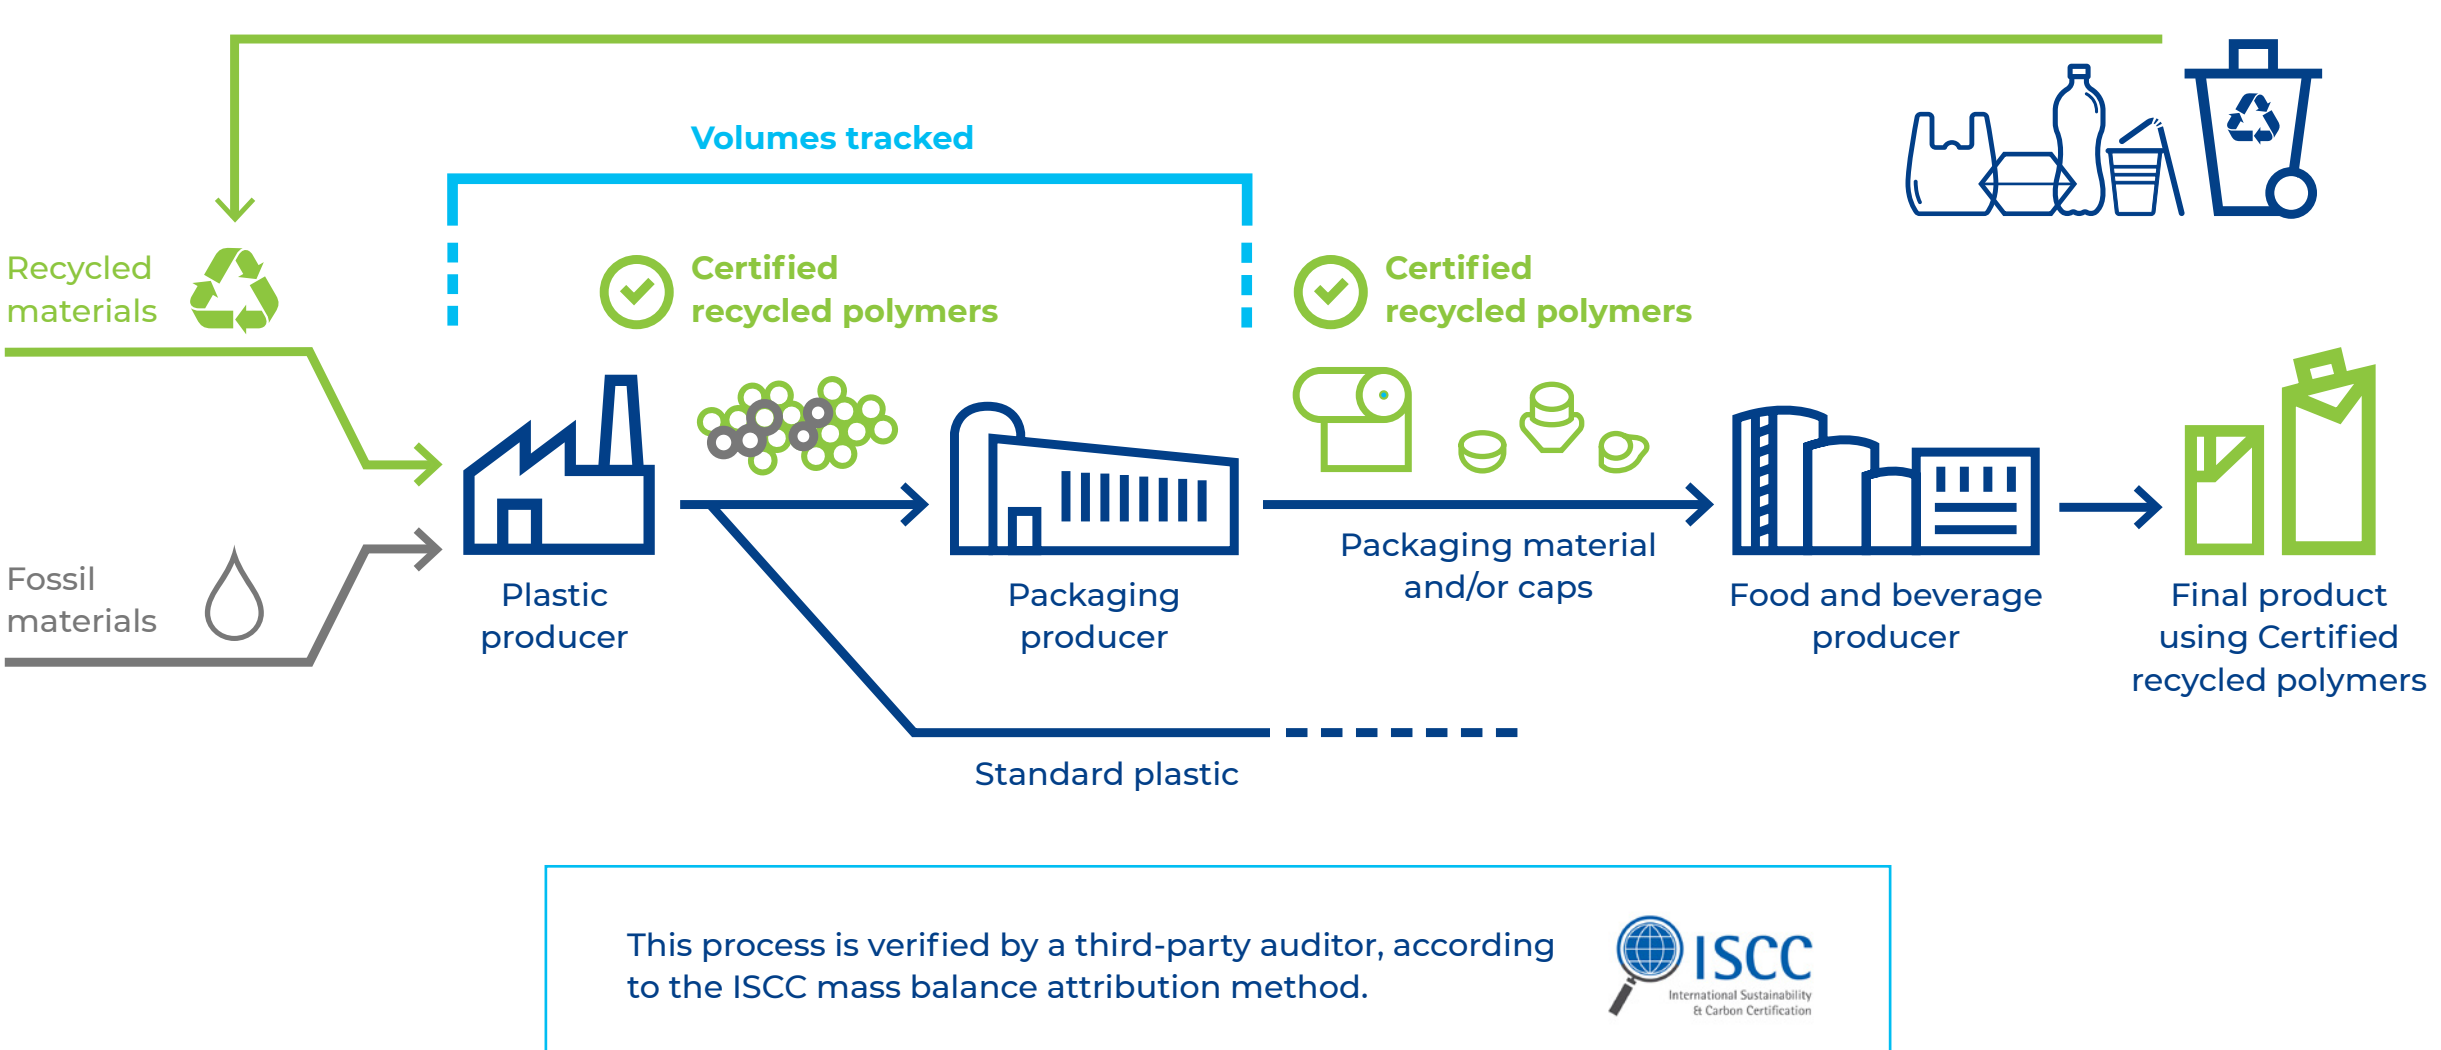 Volumes tracked
Recycled
materials
Certified
recycled polymers
Certified
recycled polymers
Fossil
materials
Plastic
producer
Packaging
producer
Packaging material
and/or caps
Food and beverage
producer
Final product
using Certified
recycled polymers
Standard plastic
This process is verified by a third-party auditor, according
to the ISCC mass balance attribution method.
ISCC
International Sustainability
& Carbon Certification